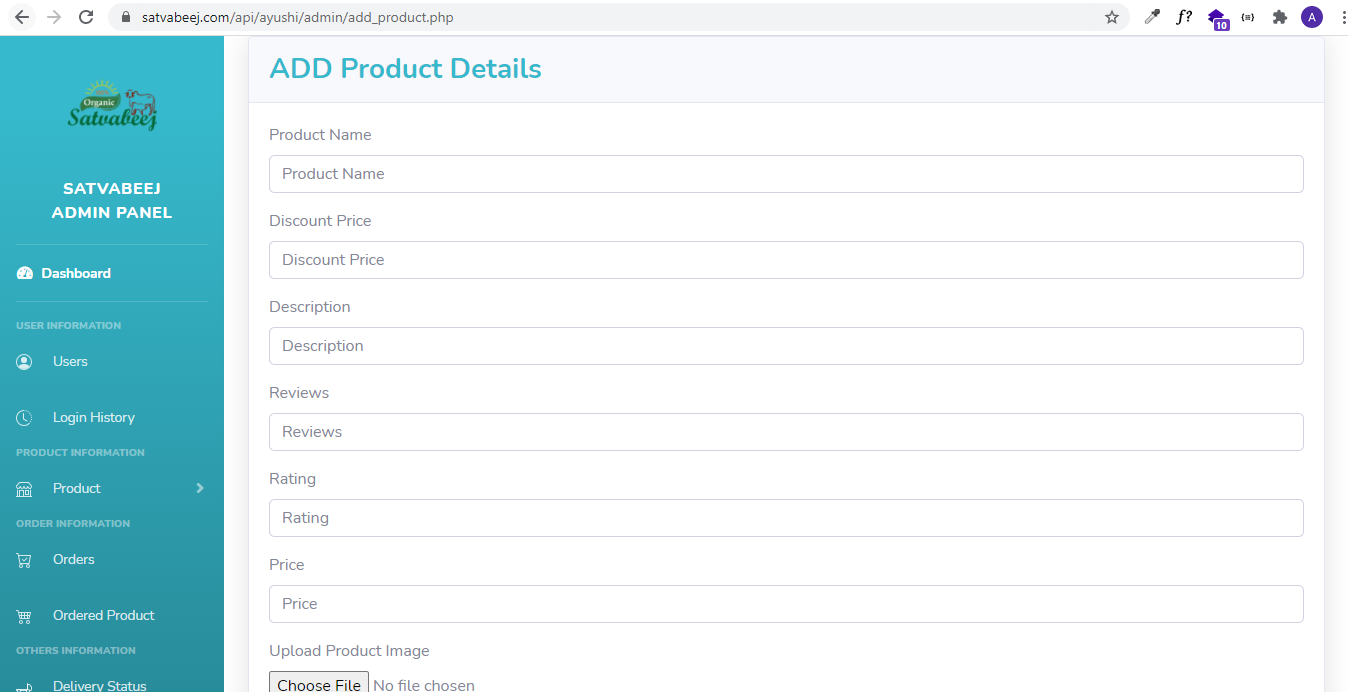 satvabeej.com/api/ayushi/admin/add_product.php
f?
10
A
Organic
Satvabeej
SATVABEEJ
ADMIN PANEL
Dashboard
USER INFORMATION
Users
Login History
PRODUCT INFORMATION
Product
ORDER INFORMATION
Orders
Ordered Product
OTHERS INFORMATION
Delivery Status
ADD Product Details
Product Name
Product Name
Discount Price
Discount Price
Description
Description
Reviews
Reviews
Rating
Rating
Price
Price
Upload Product Image
Choose File No file chosen